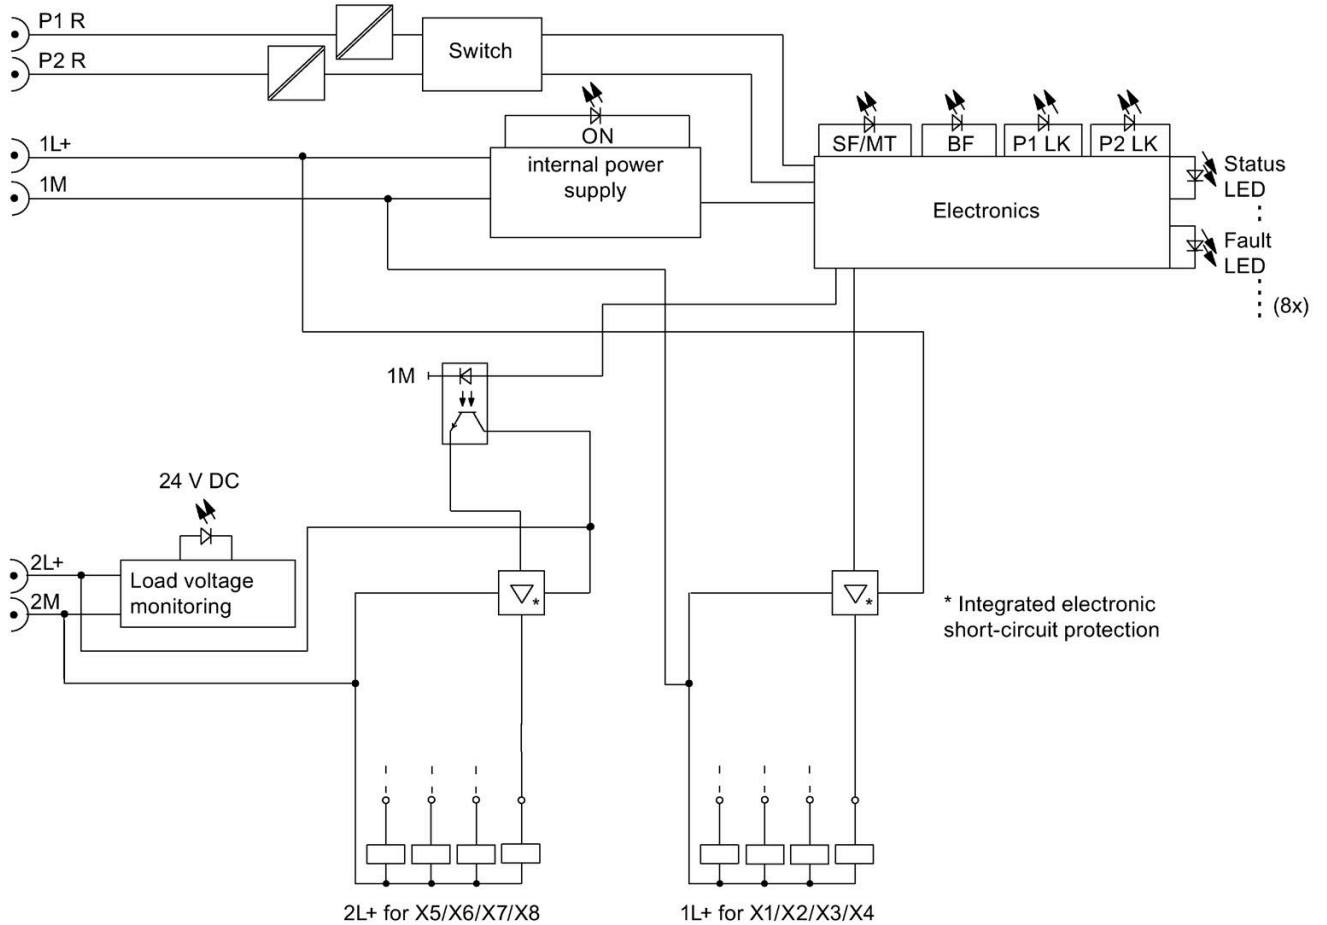 P1 R
P2 R
Switch
1L+
1M
ON
internal power
supply
SF/MT
BF
P1 LK
P2 LK
Electronics
Status
LED
Fault
LED
(8x)
1M
24 V DC
2L+
2M
Load voltage
monitoring
*
*
* Integrated electronic
short-circuit protection
2L+ for X5/X6/X7/X8
1L+ for X1/X2/X3/X4